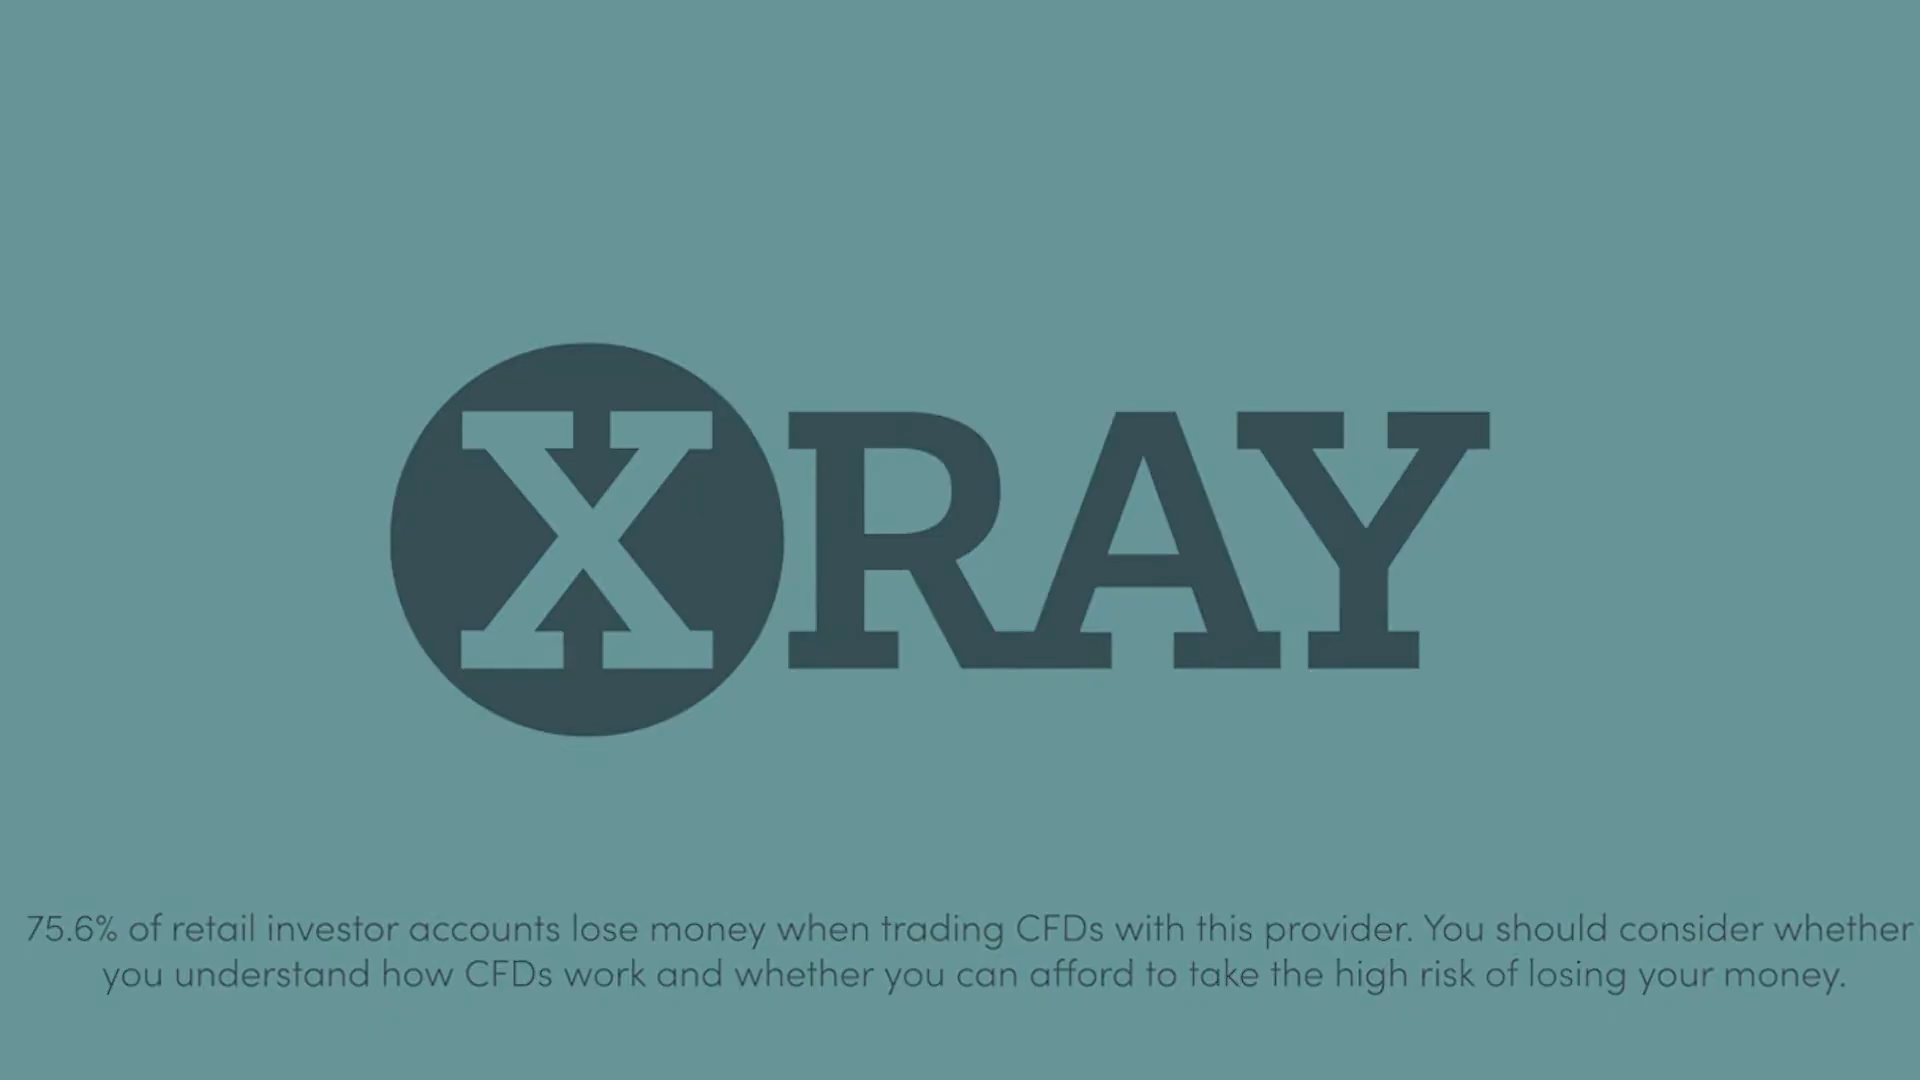 XRAY
75.6% of retail investor accounts lose money when trading CFDs with this provider. You should consider whether
you understand how CFDs work and whether you can afford to take the high risk of losing your money.